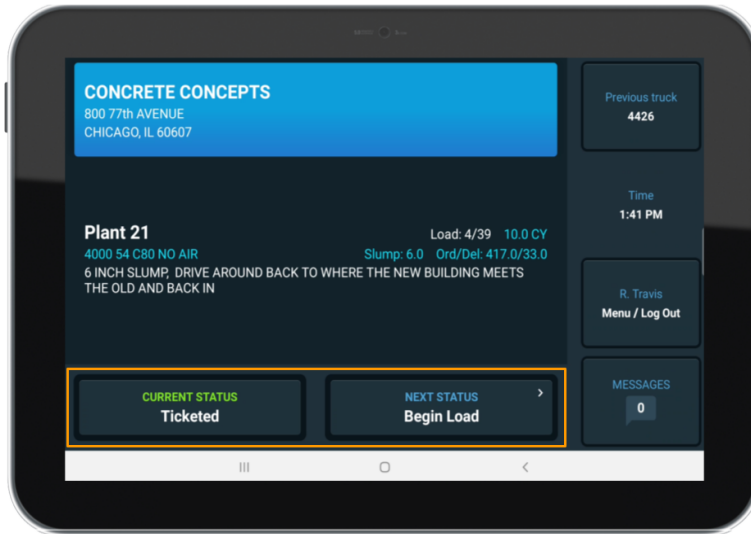 CONCRETE CONCEPTS
800 77th AVENUE
CHICAGO, IL 60607
Previous truck
4426
Time
1:41 PM
Plant 21
Load: 4/39 10.0 CY
4000 54 C80 NO AIR
Slump: 6.0 Ord/Del: 417.0/33.0
6 INCH SLUMP, DRIVE AROUND BACK TO WHERE THE NEW BUILDING MEETS
THE OLD AND BACK IN
R. Travis
Menu / Log Out
CURRENT STATUS
Ticketed
NEXT STATUS
Begin Load
MESSAGES
0